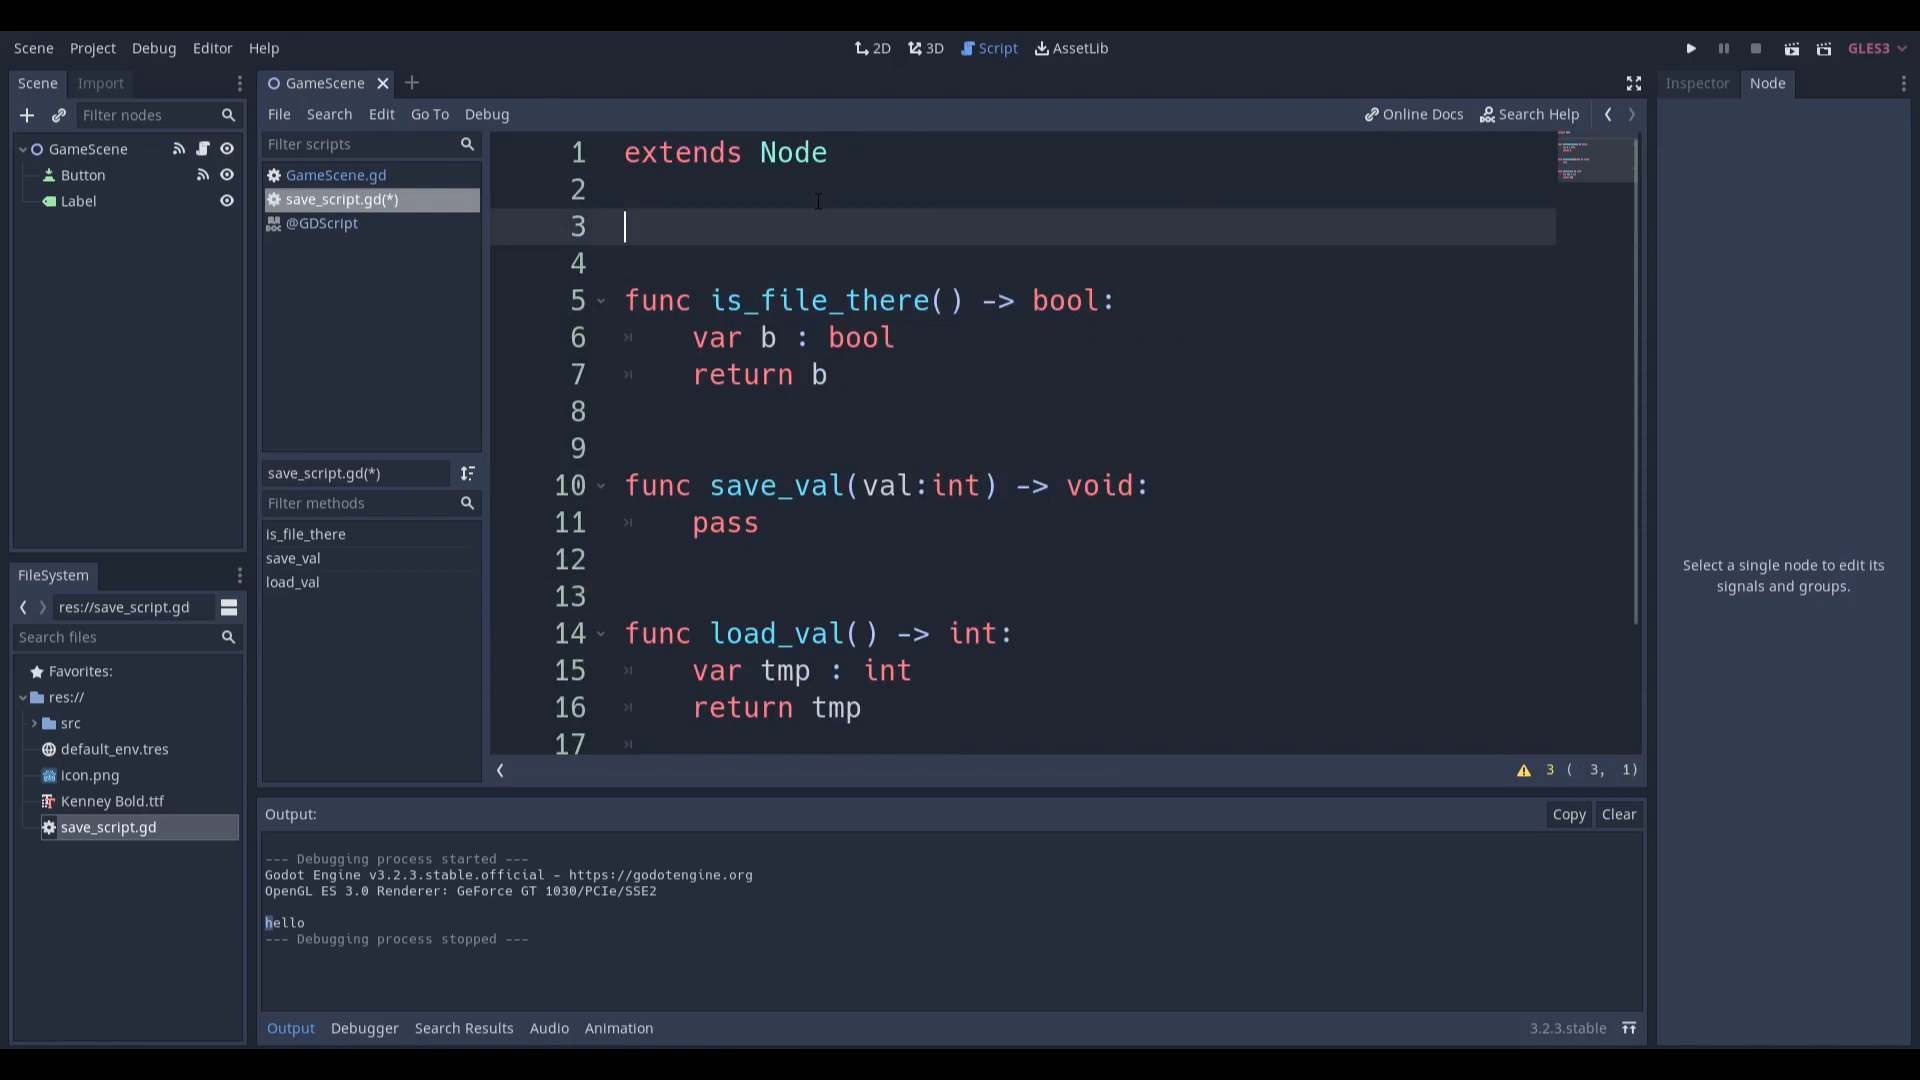 Scene Project Debug Editor Help 2D 3D Script AssetLib GLES3
Scene Import GameScene Inspector Node
Filter nodes File Search Edit Go To Debug Online Docs Search Help
GameScene
Button
Label
Filter scripts
GameScene.gd
save_script.gd(*)
@GDScript
save_script.gd(*)
Filter methods
is_file_there
save_val
load_val
1 extends Node
2
3
4
5 func is_file_there() -> bool:
6 var b : bool
7 return b
8
9
10 func save_val(val:int) -> void:
11 pass
12
13
14 func load_val() -> int:
15 var tmp : int
16 return tmp
17
3 ( 3, 1)
Select a single node to edit its
signals and groups.
FileSystem
res://save_script.gd
Search files
Favorites:
res://
src
default_env.tres
icon.png
Kenney Bold.ttf
save_script.gd
Output: Copy Clear
--- Debugging process started ---
Godot Engine v3.2.3.stable.official - https://godotengine.org
OpenGL ES 3.0 Renderer: GeForce GT 1030/PCIe/SSE2
hello
--- Debugging process stopped ---
Output Debugger Search Results Audio Animation 3.2.3.stable